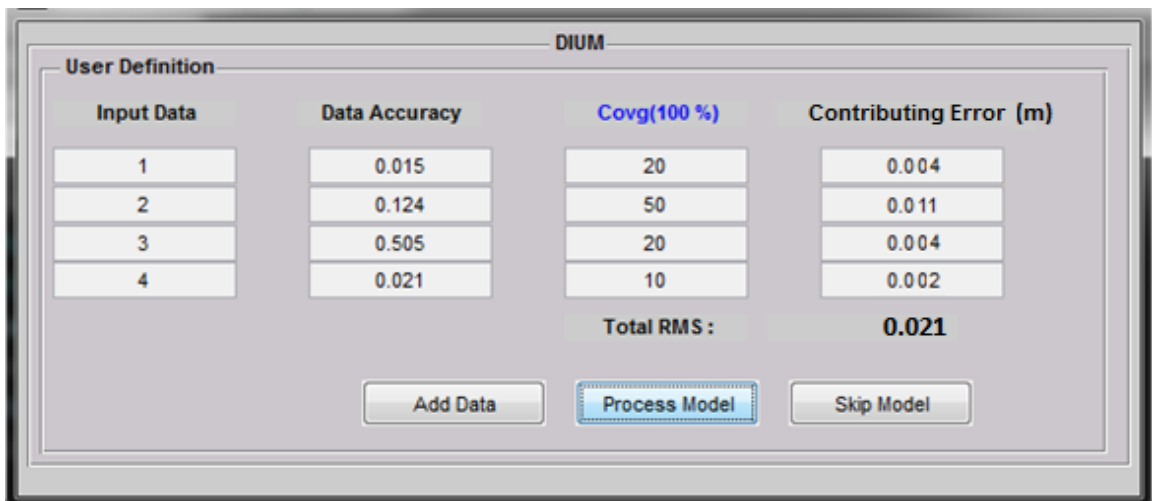 DIUM
User Definition
Input Data Data Accuracy Covg(100 %) Contributing Error (m)
1 0.015 20 0.004
2 0.124 50 0.011
3 0.505 20 0.004
4 0.021 10 0.002
Total RMS : 0.021
Add Data Process Model Skip Model